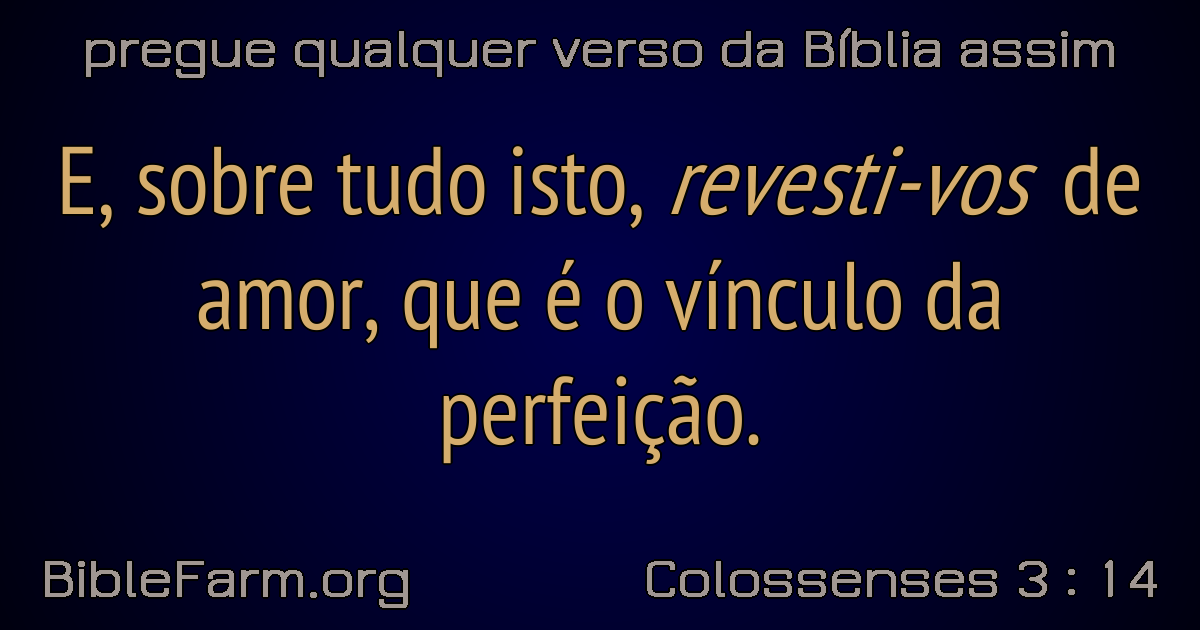 pregue qualquer verso da Bíblia assim
E, sobre tudo isto, revesti-vos de
amor, que é o vínculo da
perfeição.
BibleFarm.org
Colossenses 3 : 14